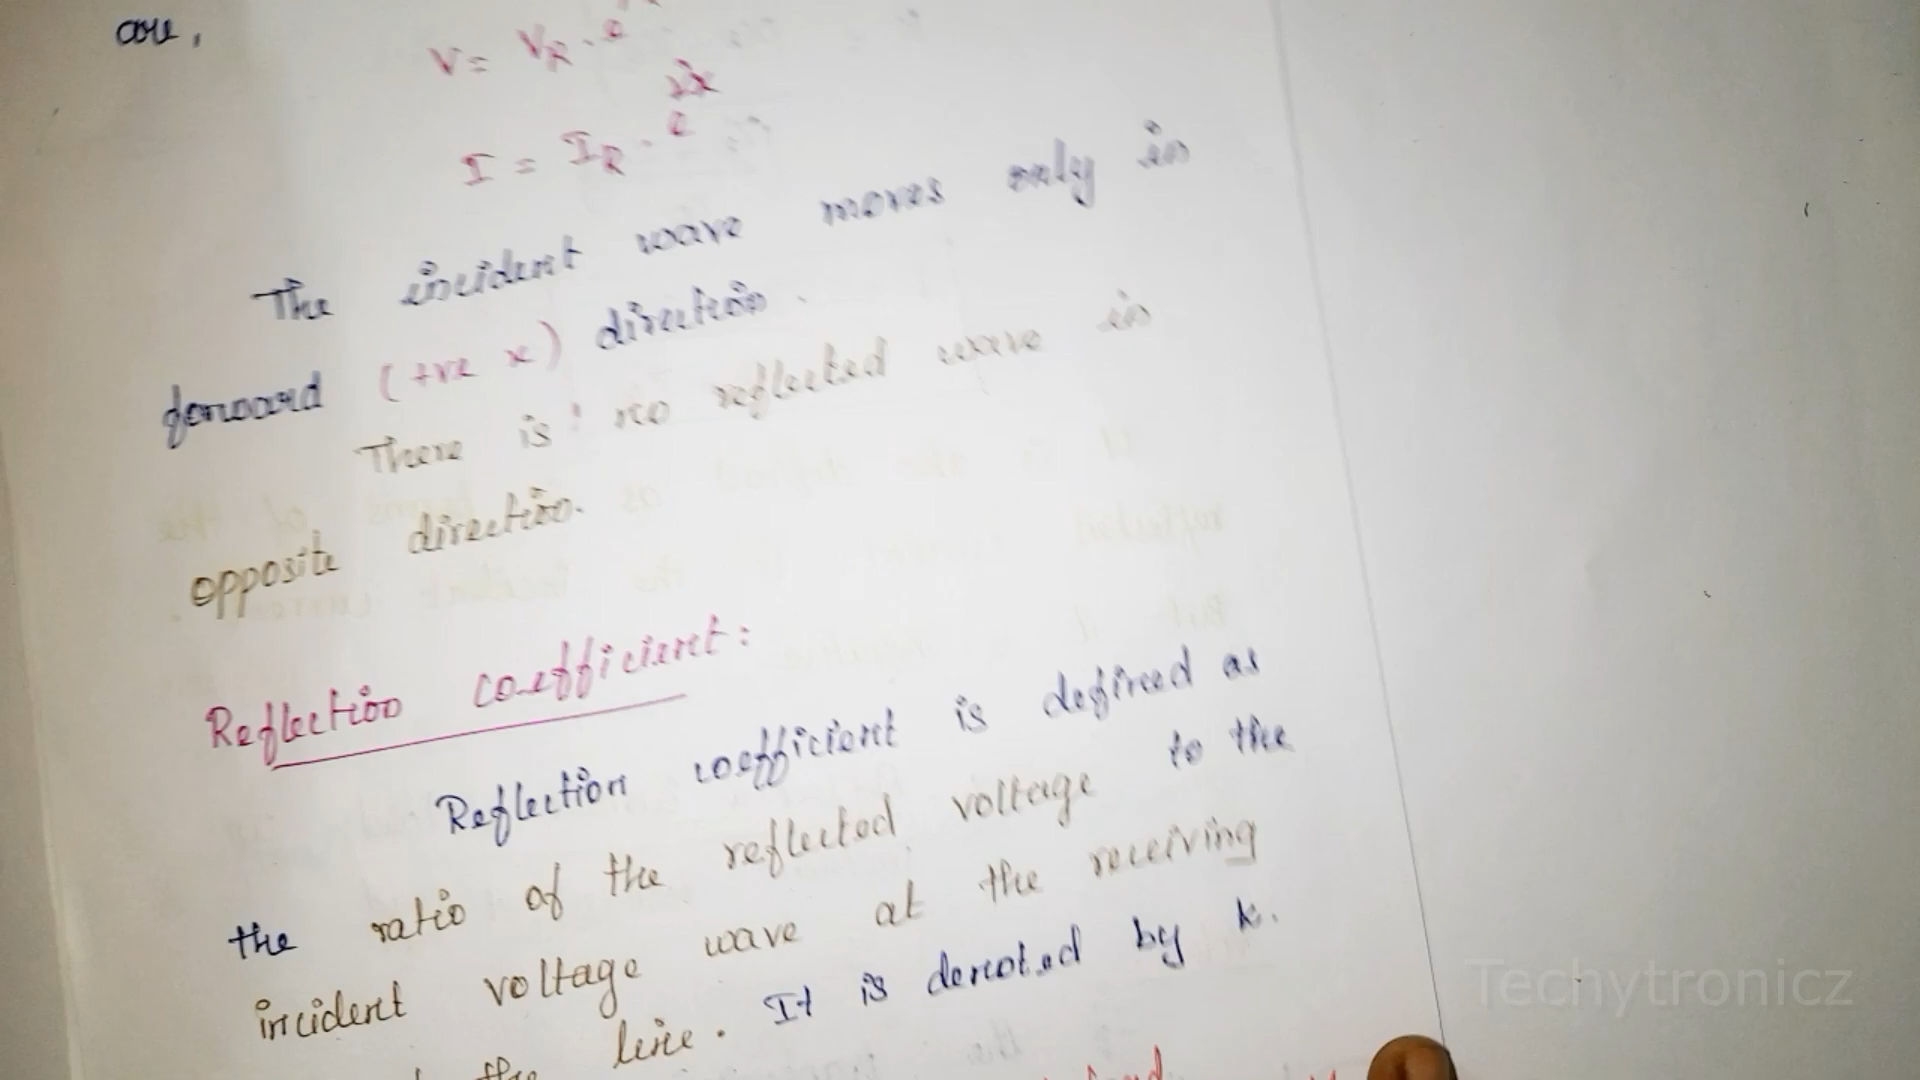 are,
V = VR . e
I = IR . e γx
The incident wave moves only in
forward (+ve x) direction.
There is no reflected wave in
opposite direction.
Reflection coefficient:
Reflection coefficient is defined as
the ratio of the reflected voltage to the
incident voltage wave at the receiving
the line. It is denoted by k.
Techytronicz